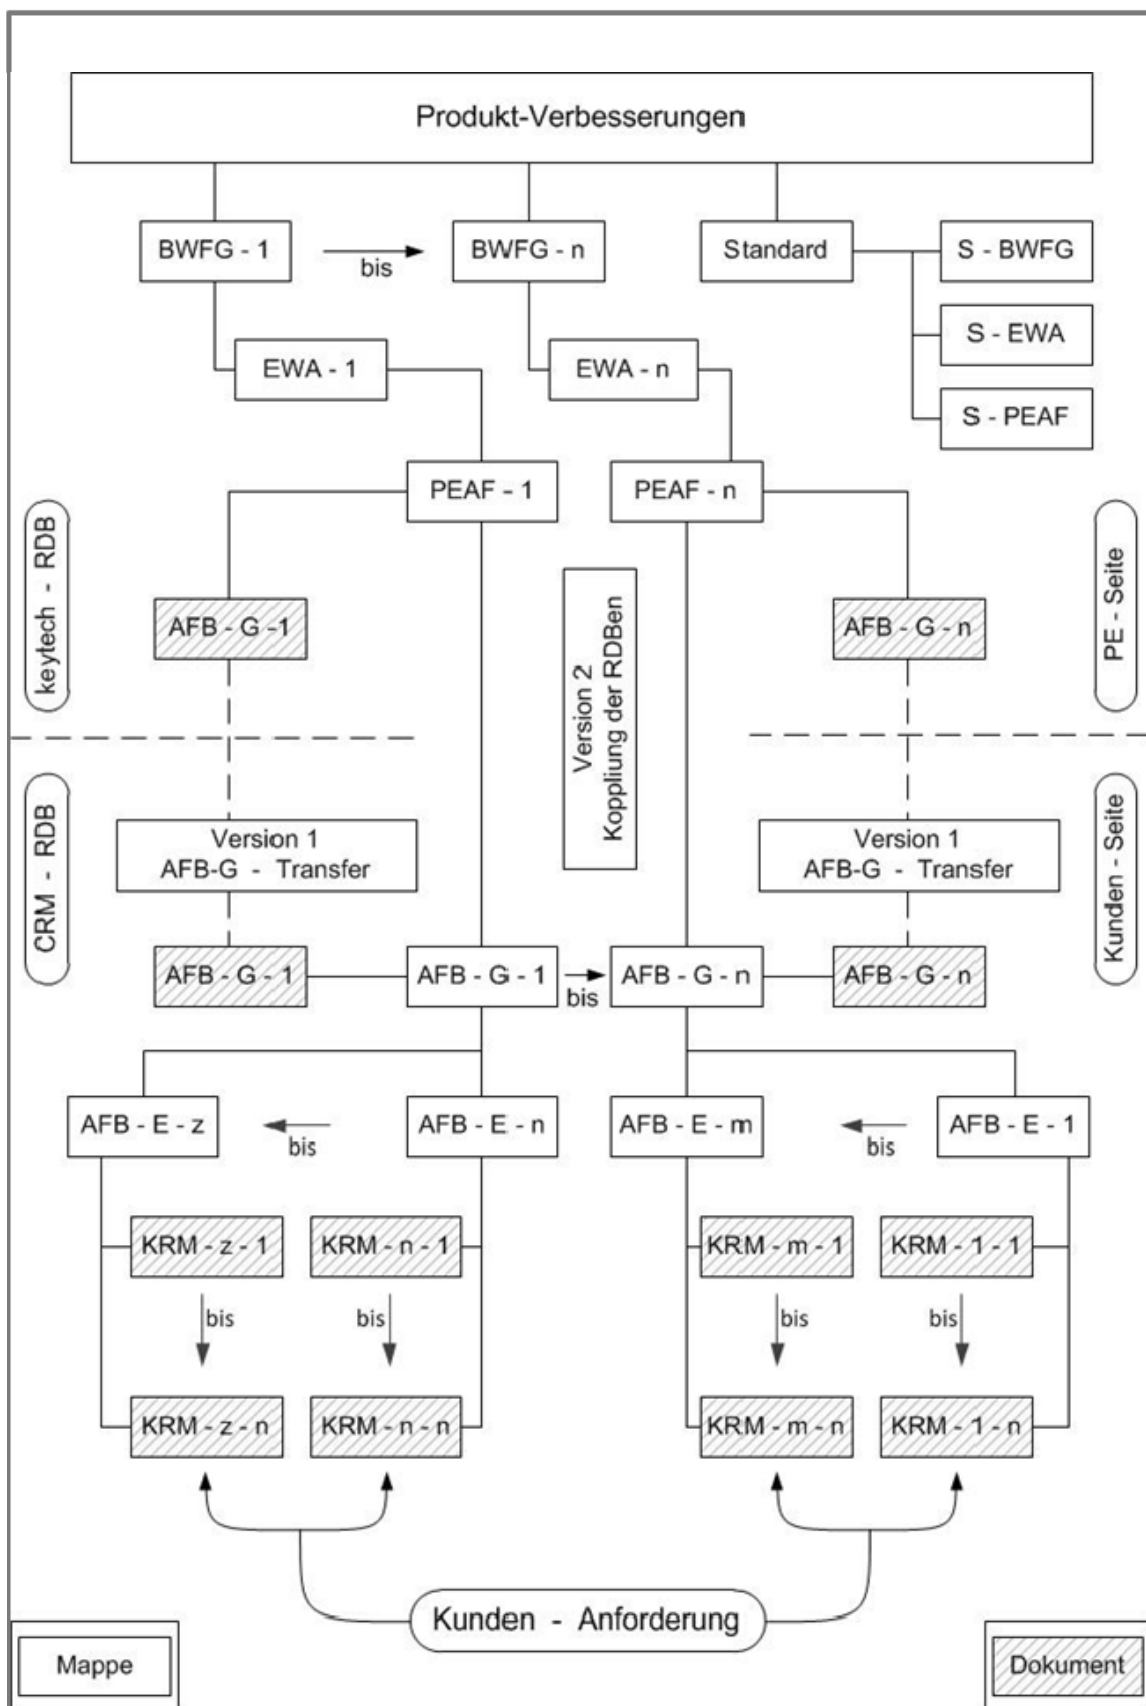 Produkt-Verbesserungen
BWFG - 1
bis
BWFG - n
Standard
S - BWFG
S - EWA
S - PEAF
EWA - 1
EWA - n
PEAF - 1
PEAF - n
keytech - RDB
PE - Seite
AFB - G -1
AFB - G - n
Version 2
Koppliung der RDBen
CRM - RDB
Kunden - Seite
Version 1
AFB-G - Transfer
Version 1
AFB-G - Transfer
AFB - G - 1
AFB - G - 1
bis
AFB - G - n
AFB - G - n
AFB - E - z
bis
AFB - E - n
AFB - E - m
bis
AFB - E - 1
KRM - z - 1
KRM - n - 1
KRM - m - 1
KRM - 1 - 1
bis
bis
bis
bis
KRM - z - n
KRM - n - n
KRM - m - n
KRM - 1 - n
Kunden - Anforderung
Mappe
Dokument